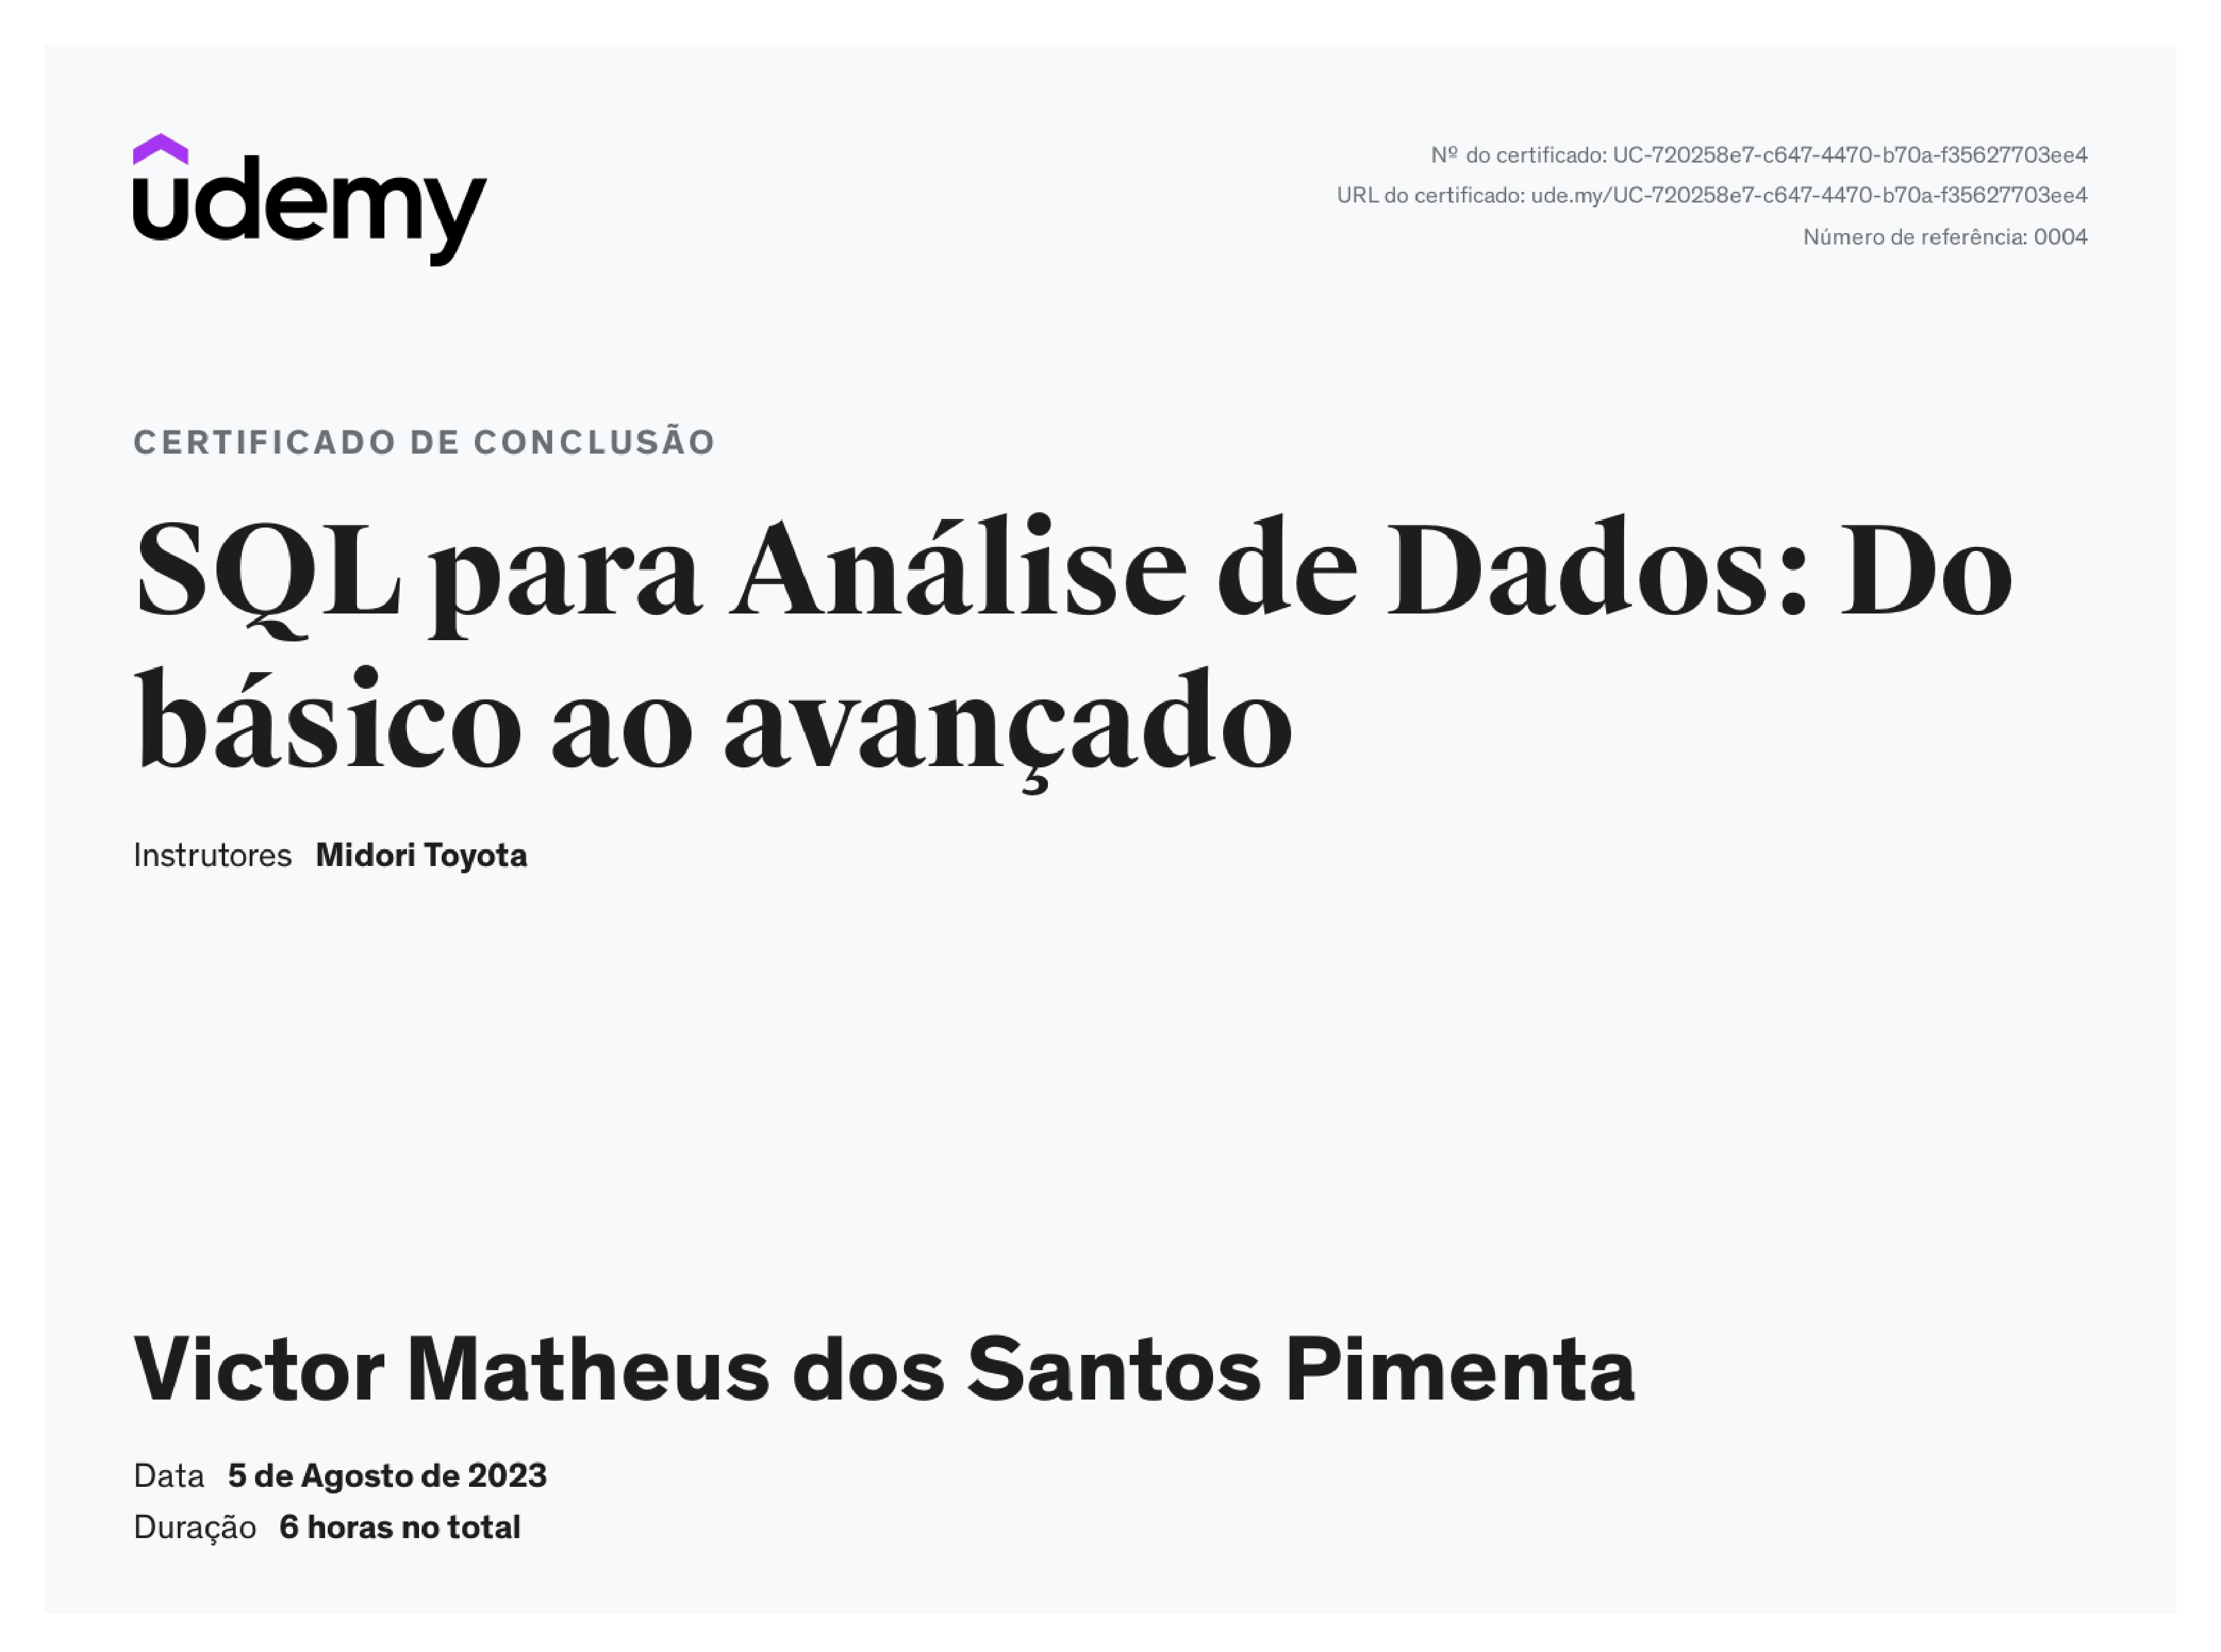 udemy
Nº do certificado: UC-720258e7-c647-4470-b70a-f35627703ee4
URL do certificado: ude.my/UC-720258e7-c647-4470-b70a-f35627703ee4
Número de referência: 0004
CERTIFICADO DE CONCLUSÃO
SQL para Análise de Dados: Do
básico ao avançado
Instrutores Midori Toyota
Victor Matheus dos Santos Pimenta
Data 5 de Agosto de 2023
Duração 6 horas no total